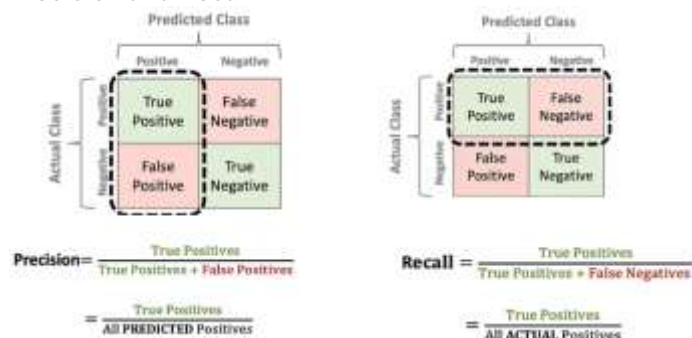 Predicted Class
Positive Negative
Actual Class
Positive
Negative
True Positive
False Negative
False Positive
True Negative
Precision= True Positives
True Positives + False Positives
= True Positives
All PREDICTED Positives
Predicted Class
Positive Negative
Actual Class
Positive
Negative
True Positive
False Negative
False Positive
True Negative
Recall = True Positives
True Positives + False Negatives
= True Positives
All ACTUAL Positives